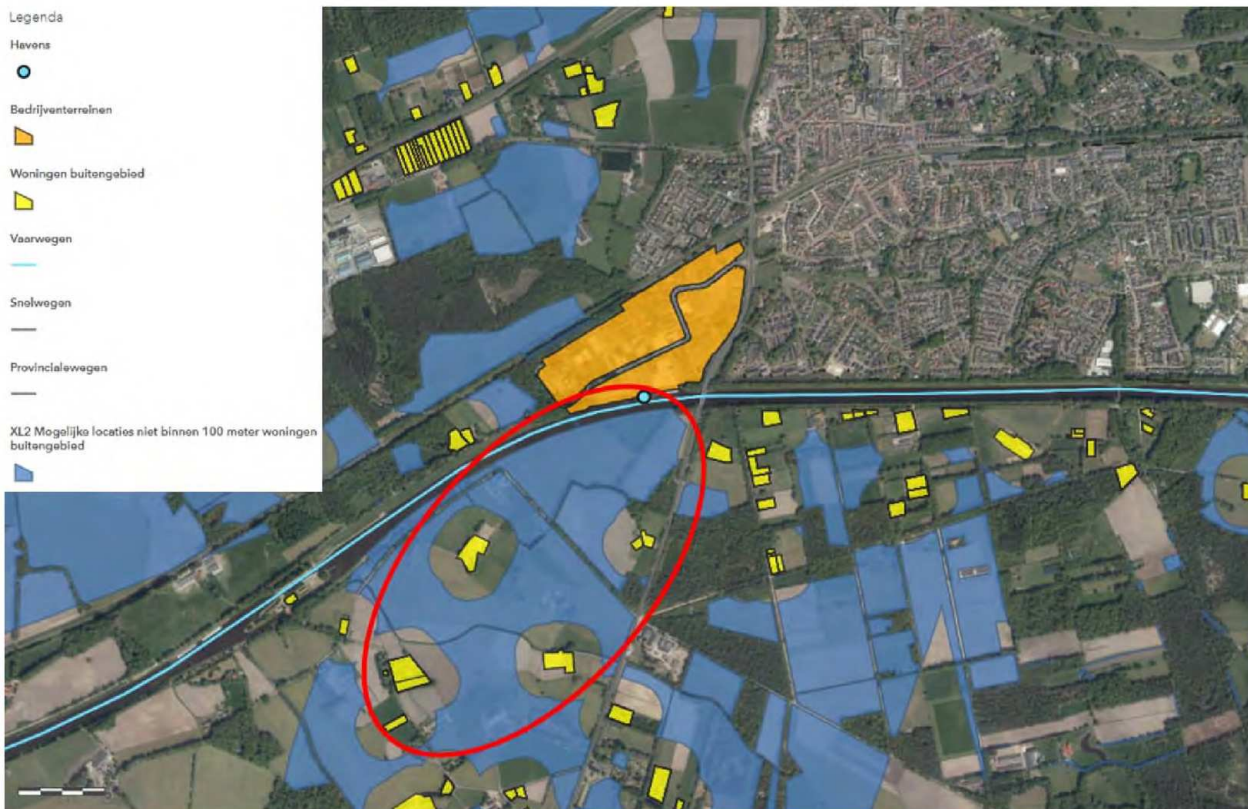 Legenda
Havens
Bedrijventerreinen
Woningen buitengebied
Vaarwegen
Snelwegen
Provincialewegen
XL2 Mogelijke locaties niet binnen 100 meter woningen
buitengebied